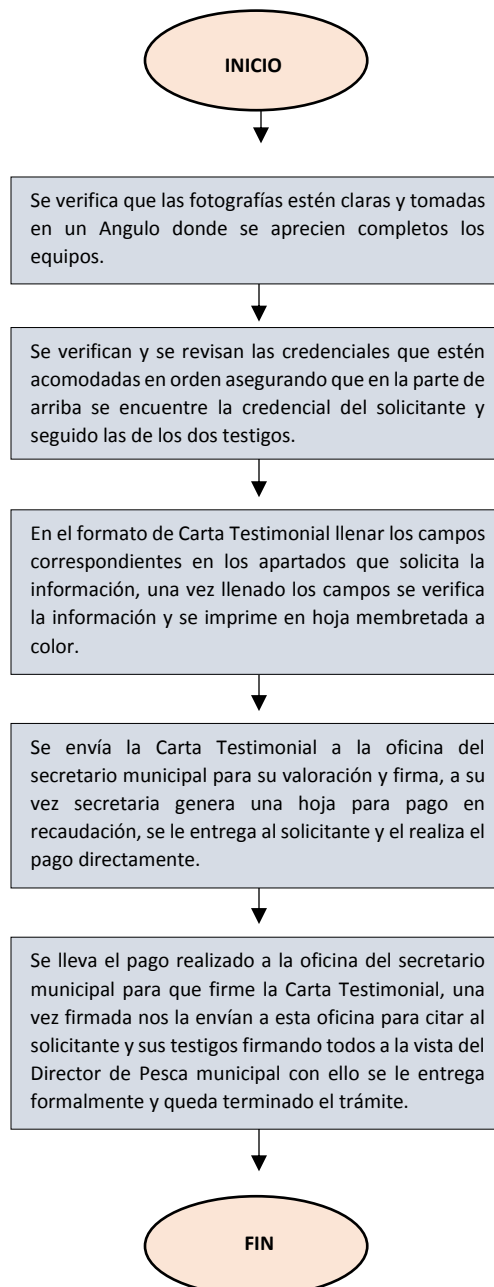 INICIO
Se verifica que las fotografías estén claras y tomadas
en un Angulo donde se aprecien completos los
equipos.
Se verifican y se revisan las credenciales que estén
acomodadas en orden asegurando que en la parte de
arriba se encuentre la credencial del solicitante y
seguido las de los dos testigos.
En el formato de Carta Testimonial llenar los campos
correspondientes en los apartados que solicita la
información, una vez llenado los campos se verifica
la información y se imprime en hoja membretada a
color.
Se envía la Carta Testimonial a la oficina del
secretario municipal para su valoración y firma, a su
vez secretaria genera una hoja para pago en
recaudación, se le entrega al solicitante y el realiza el
pago directamente.
Se lleva el pago realizado a la oficina del secretario
municipal para que firme la Carta Testimonial, una
vez firmada nos la envían a esta oficina para citar al
solicitante y sus testigos firmando todos a la vista del
Director de Pesca municipal con ello se le entrega
formalmente y queda terminado el trámite.
FIN